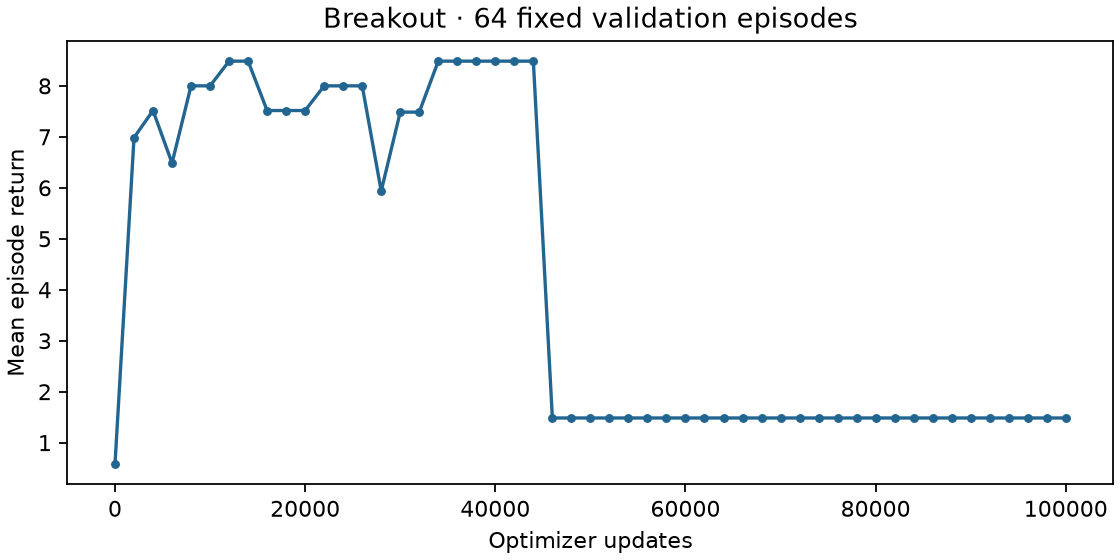 Breakout · 64 fixed validation episodes
Mean episode return
8
7
6
5
4
3
2
1
0 20000 40000 60000 80000 100000
Optimizer updates